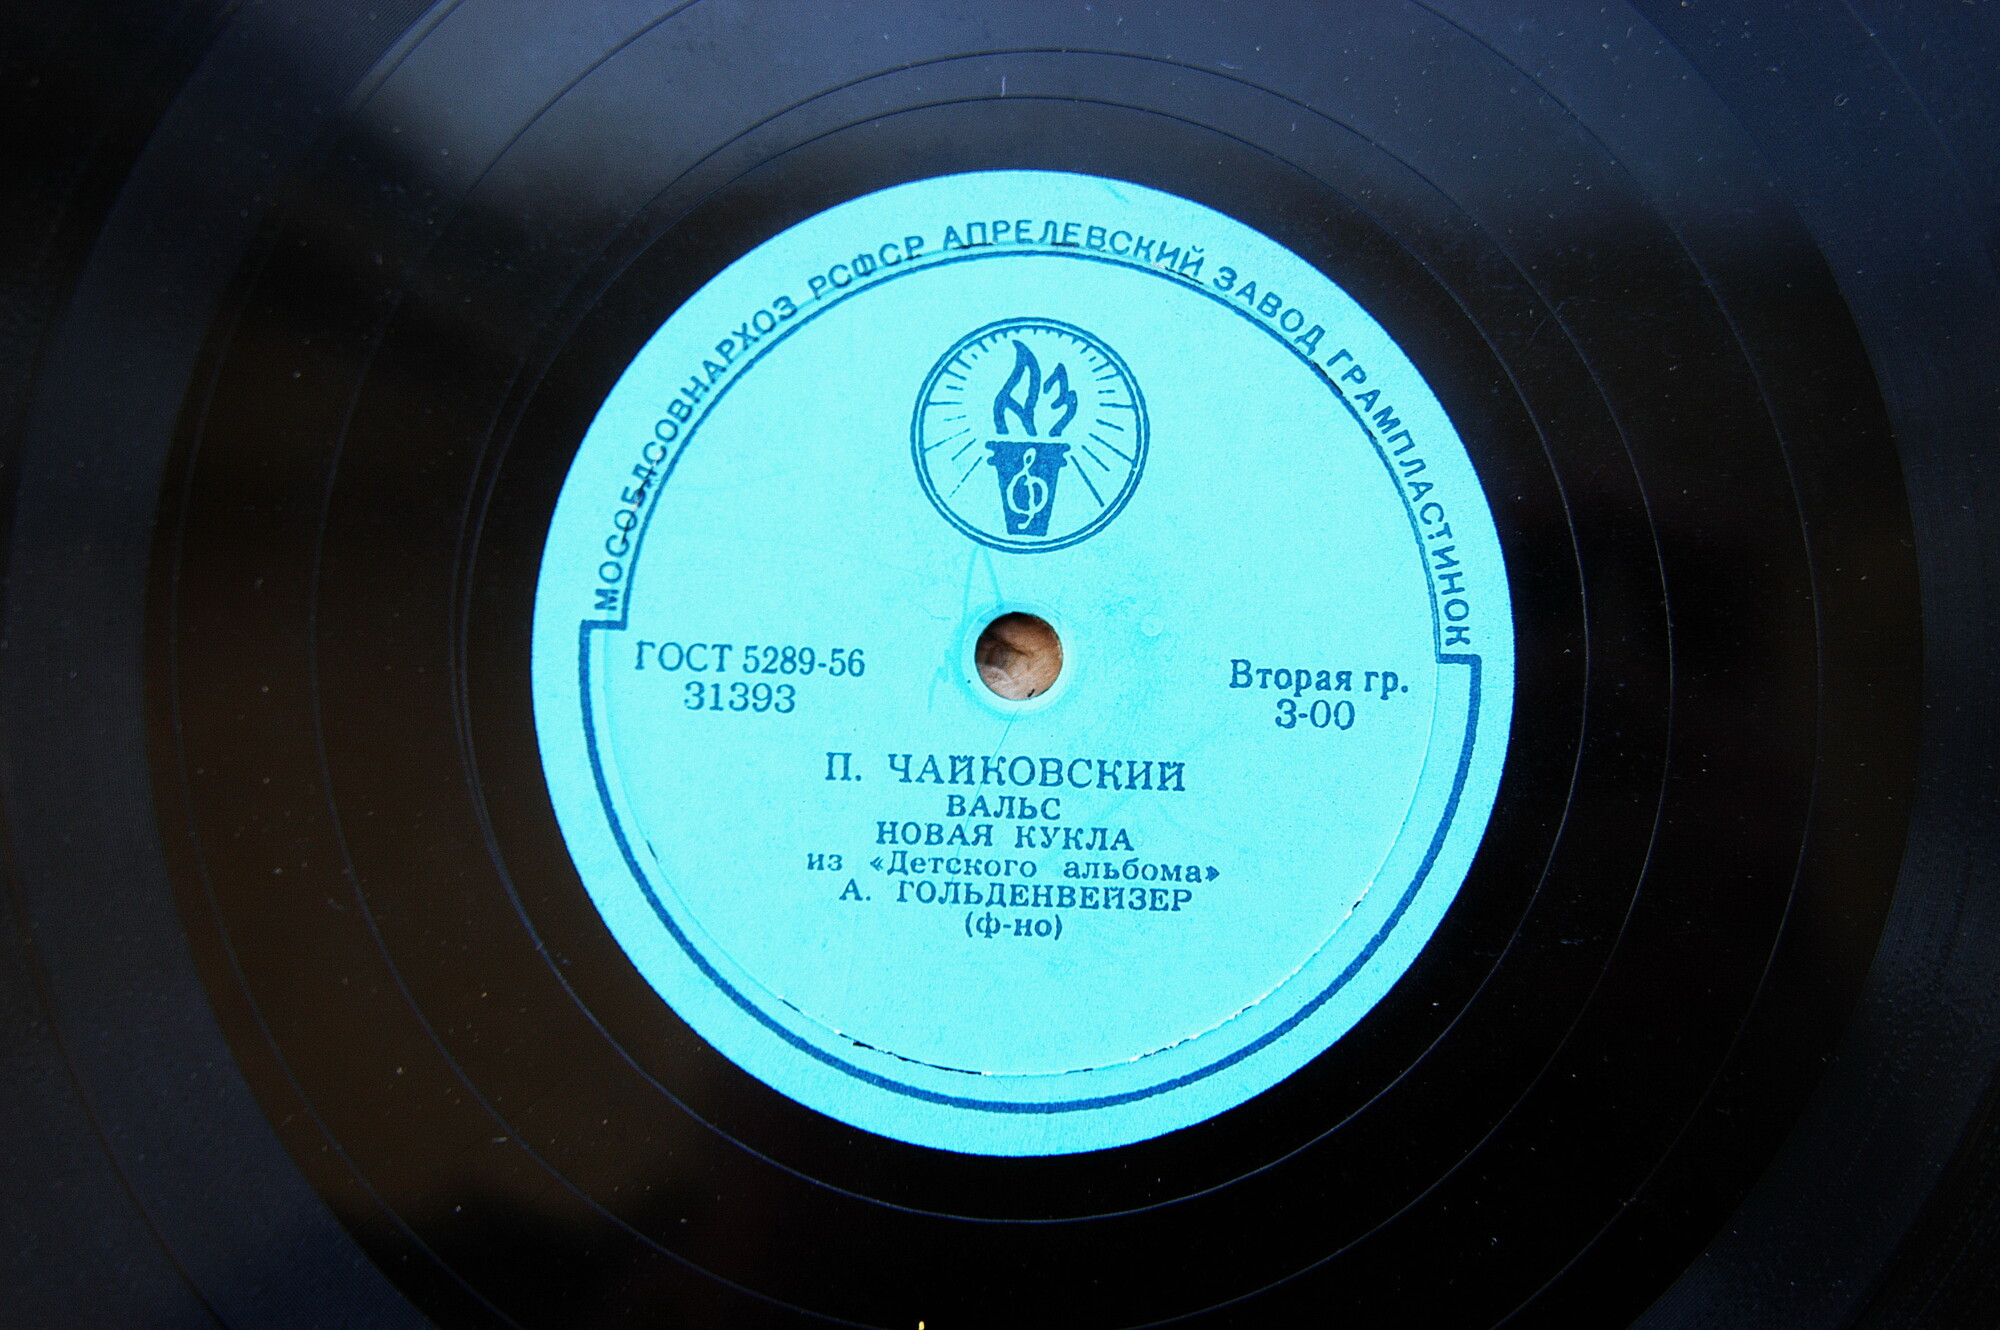 МОСОБЛСОВНАРХОЗ РСФСР АПРЕЛЕВСКИЙ ЗАВОД ГРАМПЛАСТИНОК
АЗ
ГОСТ 5289-56
31393
Вторая гр.
3-00
П. ЧАЙКОВСКИЙ
ВАЛЬС
НОВАЯ КУКЛА
из «Детского альбома»
А. ГОЛЬДЕНВЕЙЗЕР
(ф-но)